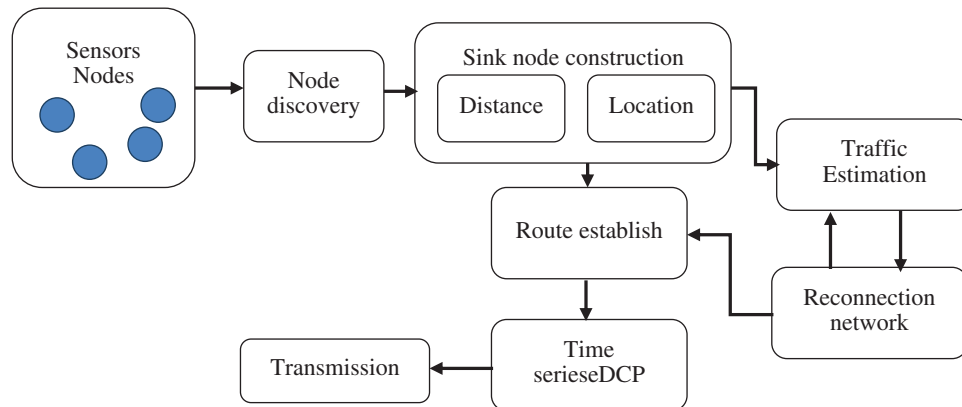 Sensors
Nodes
Node
discovery
Sink node construction
Distance
Location
Traffic
Estimation
Route establish
Reconnection
network
Time
serieseDCP
Transmission